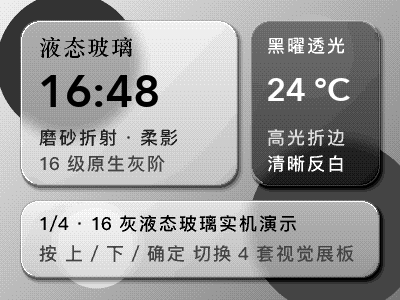 液态玻璃
16:48
磨砂折射 · 柔影
16 级原生灰阶
黑曜透光
24 °C
高光折边
清晰反白
1/4 · 16 灰液态玻璃实机演示
按 上 / 下 / 确定 切换 4 套视觉展板